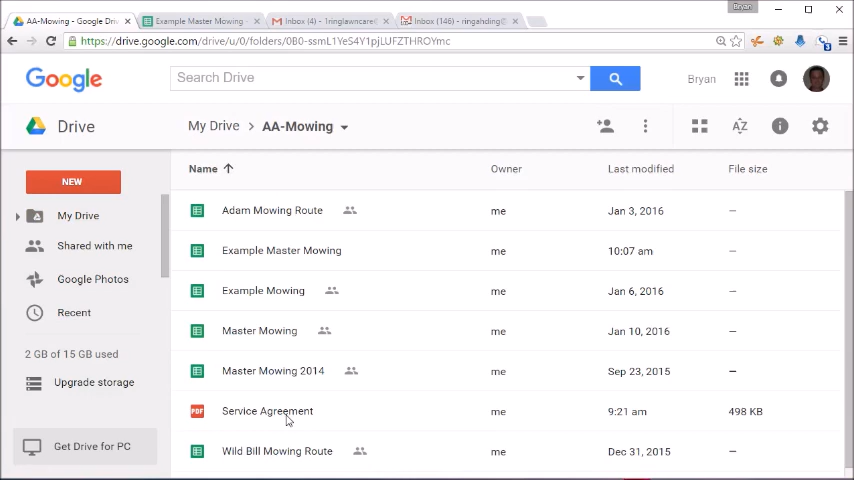 Bryan
AA-Mowing - Google Driv
Example Master Mowing -
Inbox (4) - 1ringlawncare@
Inbox (146) - ringahding@
https://drive.google.com/drive/u/0/folders/0B0-ssmL1YeS4Y1pjLUFZTHROYmc
3
Google
Search Drive
Bryan
Drive
My Drive > AA-Mowing
AZ
NEW
Name
Owner
Last modified
File size
My Drive
Shared with me
Google Photos
Recent
2 GB of 15 GB used
Upgrade storage
Get Drive for PC
Adam Mowing Route me Jan 3, 2016 —
Example Master Mowing me 10:07 am —
Example Mowing me Jan 6, 2016 —
Master Mowing me Jan 10, 2016 —
Master Mowing 2014 me Sep 23, 2015 —
PDF Service Agreement me 9:21 am 498 KB
Wild Bill Mowing Route me Dec 31, 2015 —